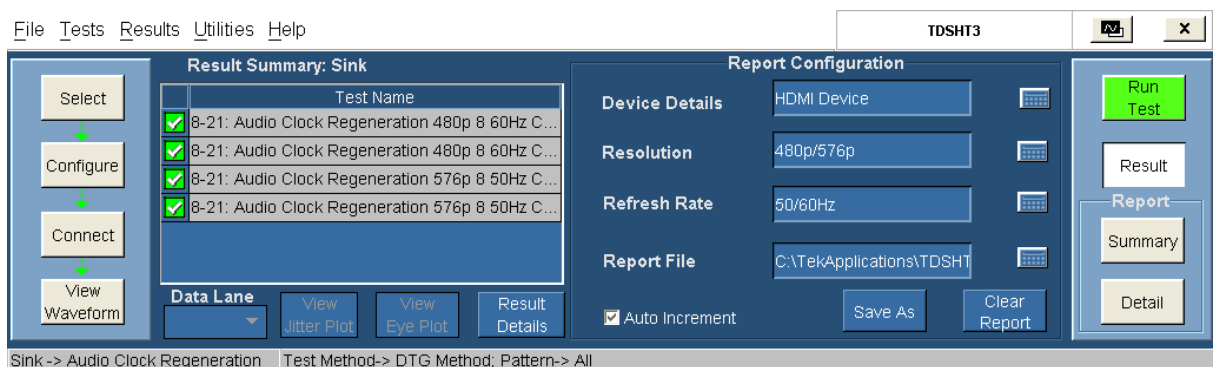 File Tests Results Utilities Help
TDSHT3
x
Select
Configure
Connect
View
Waveform
Result Summary: Sink
Test Name
8-21: Audio Clock Regeneration 480p 8 60Hz C...
8-21: Audio Clock Regeneration 480p 8 60Hz C...
8-21: Audio Clock Regeneration 576p 8 50Hz C...
8-21: Audio Clock Regeneration 576p 8 50Hz C...
Data Lane
View
Jitter Plot
View
Eye Plot
Result
Details
Report Configuration
Device Details
HDMI Device
Resolution
480p/576p
Refresh Rate
50/60Hz
Report File
C:\TekApplications\TDSHT
Auto Increment
Save As
Clear
Report
Run
Test
Result
Report
Summary
Detail
Sink -> Audio Clock Regeneration
Test Method-> DTG Method; Pattern-> All